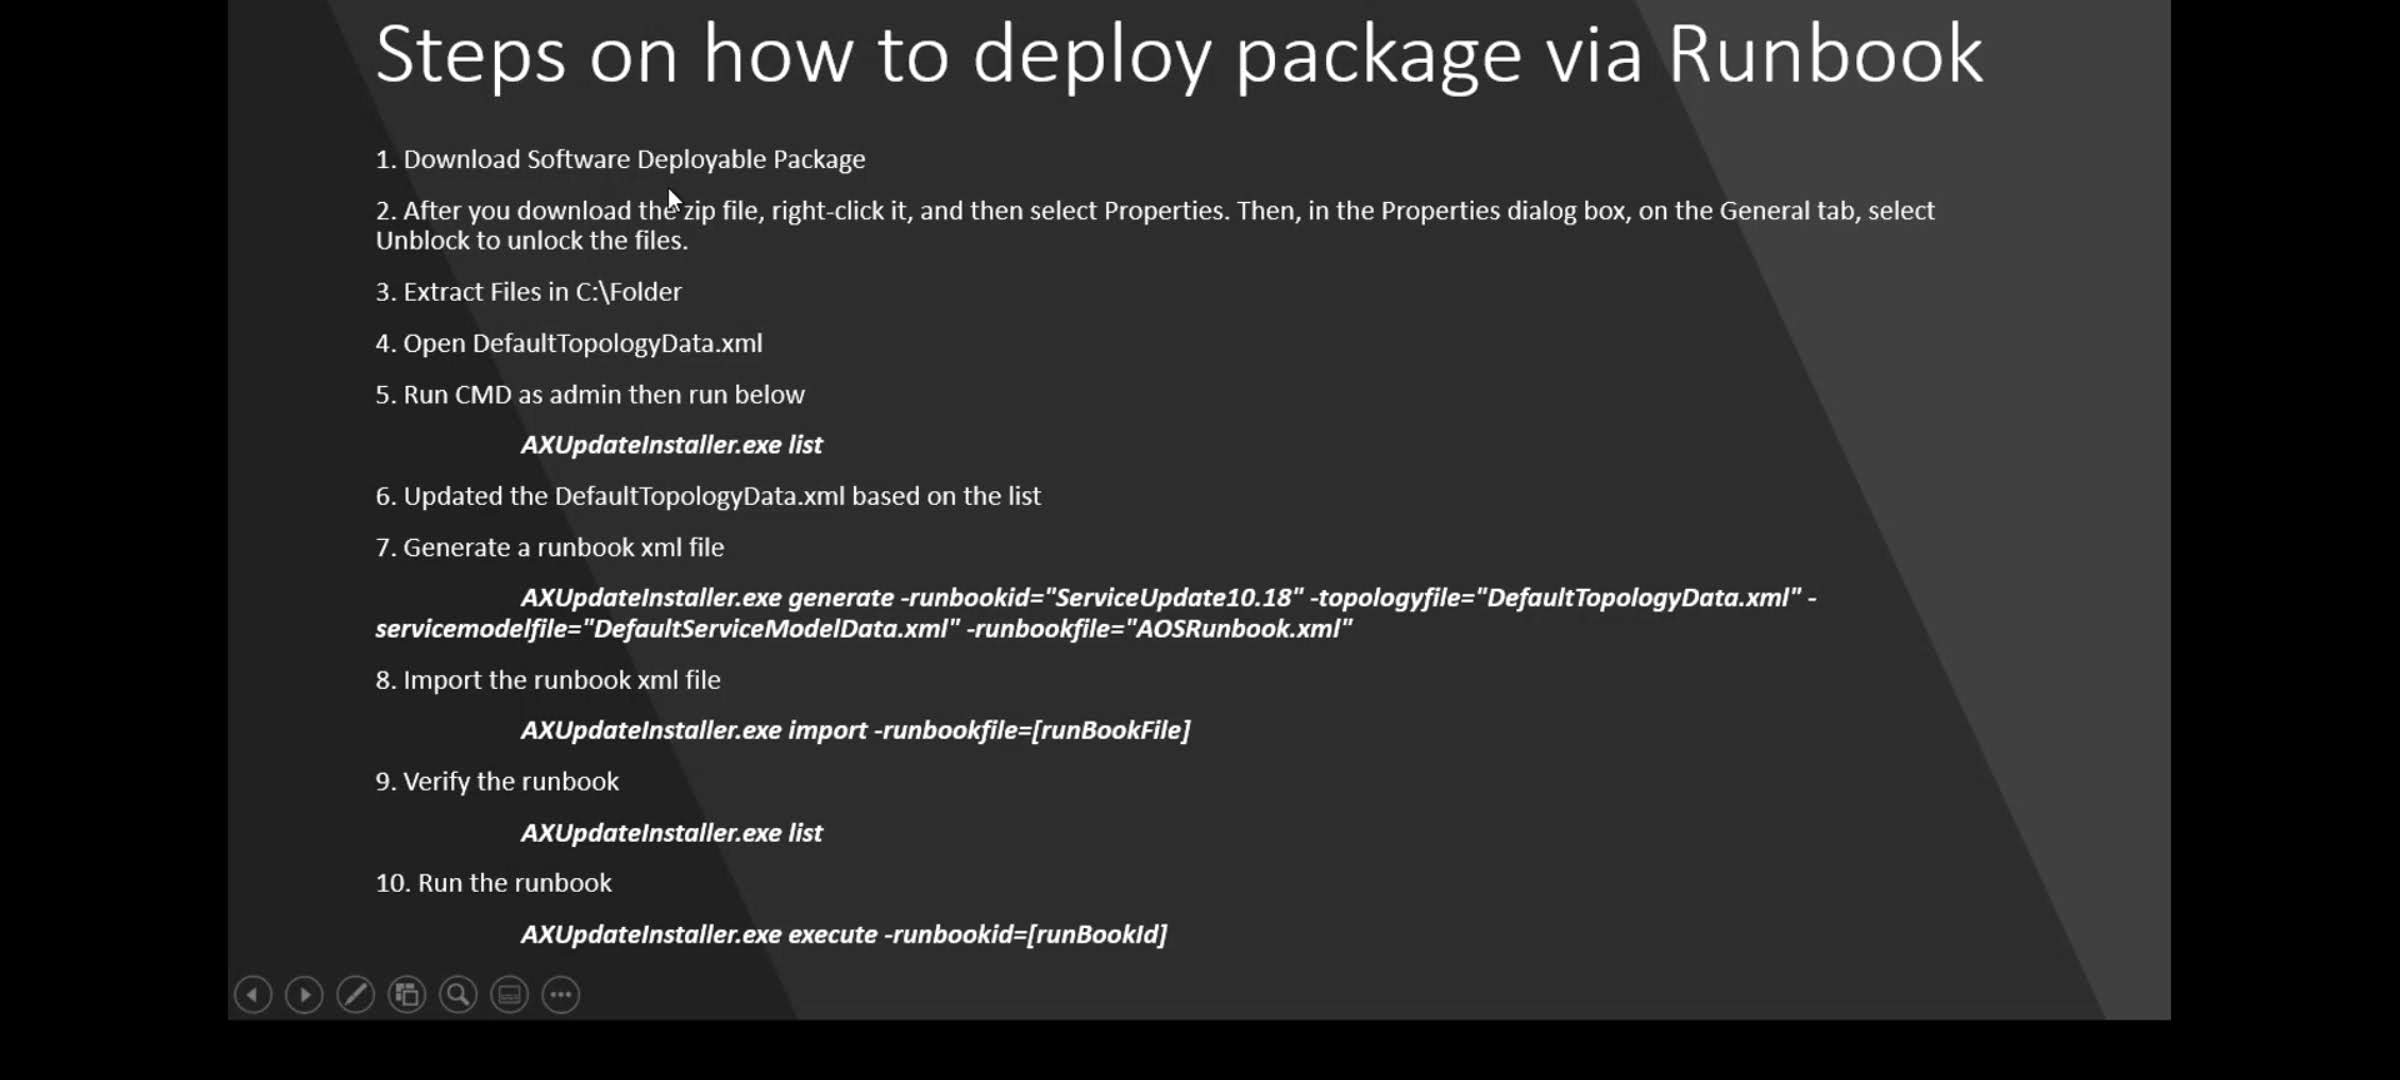 Steps on how to deploy package via Runbook
1. Download Software Deployable Package
2. After you download the zip file, right-click it, and then select Properties. Then, in the Properties dialog box, on the General tab, select
Unblock to unlock the files.
3. Extract Files in C:\Folder
4. Open DefaultTopologyData.xml
5. Run CMD as admin then run below
AXUpdateInstaller.exe list
6. Updated the DefaultTopologyData.xml based on the list
7. Generate a runbook xml file
AXUpdateInstaller.exe generate -runbookid="ServiceUpdate10.18" -topologyfile="DefaultTopologyData.xml" -
servicemodelfile="DefaultServiceModelData.xml" -runbookfile="AOSRunbook.xml"
8. Import the runbook xml file
AXUpdateInstaller.exe import -runbookfile=[runBookFile]
9. Verify the runbook
AXUpdateInstaller.exe list
10. Run the runbook
AXUpdateInstaller.exe execute -runbookid=[runBookId]